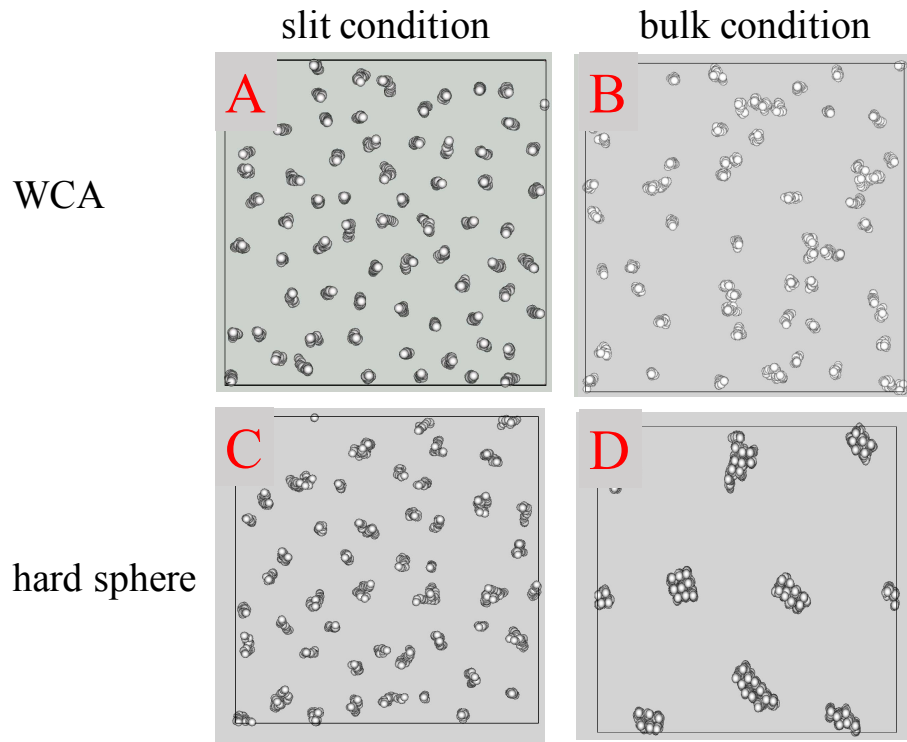 slit condition
bulk condition
WCA
A
B
hard sphere
C
D